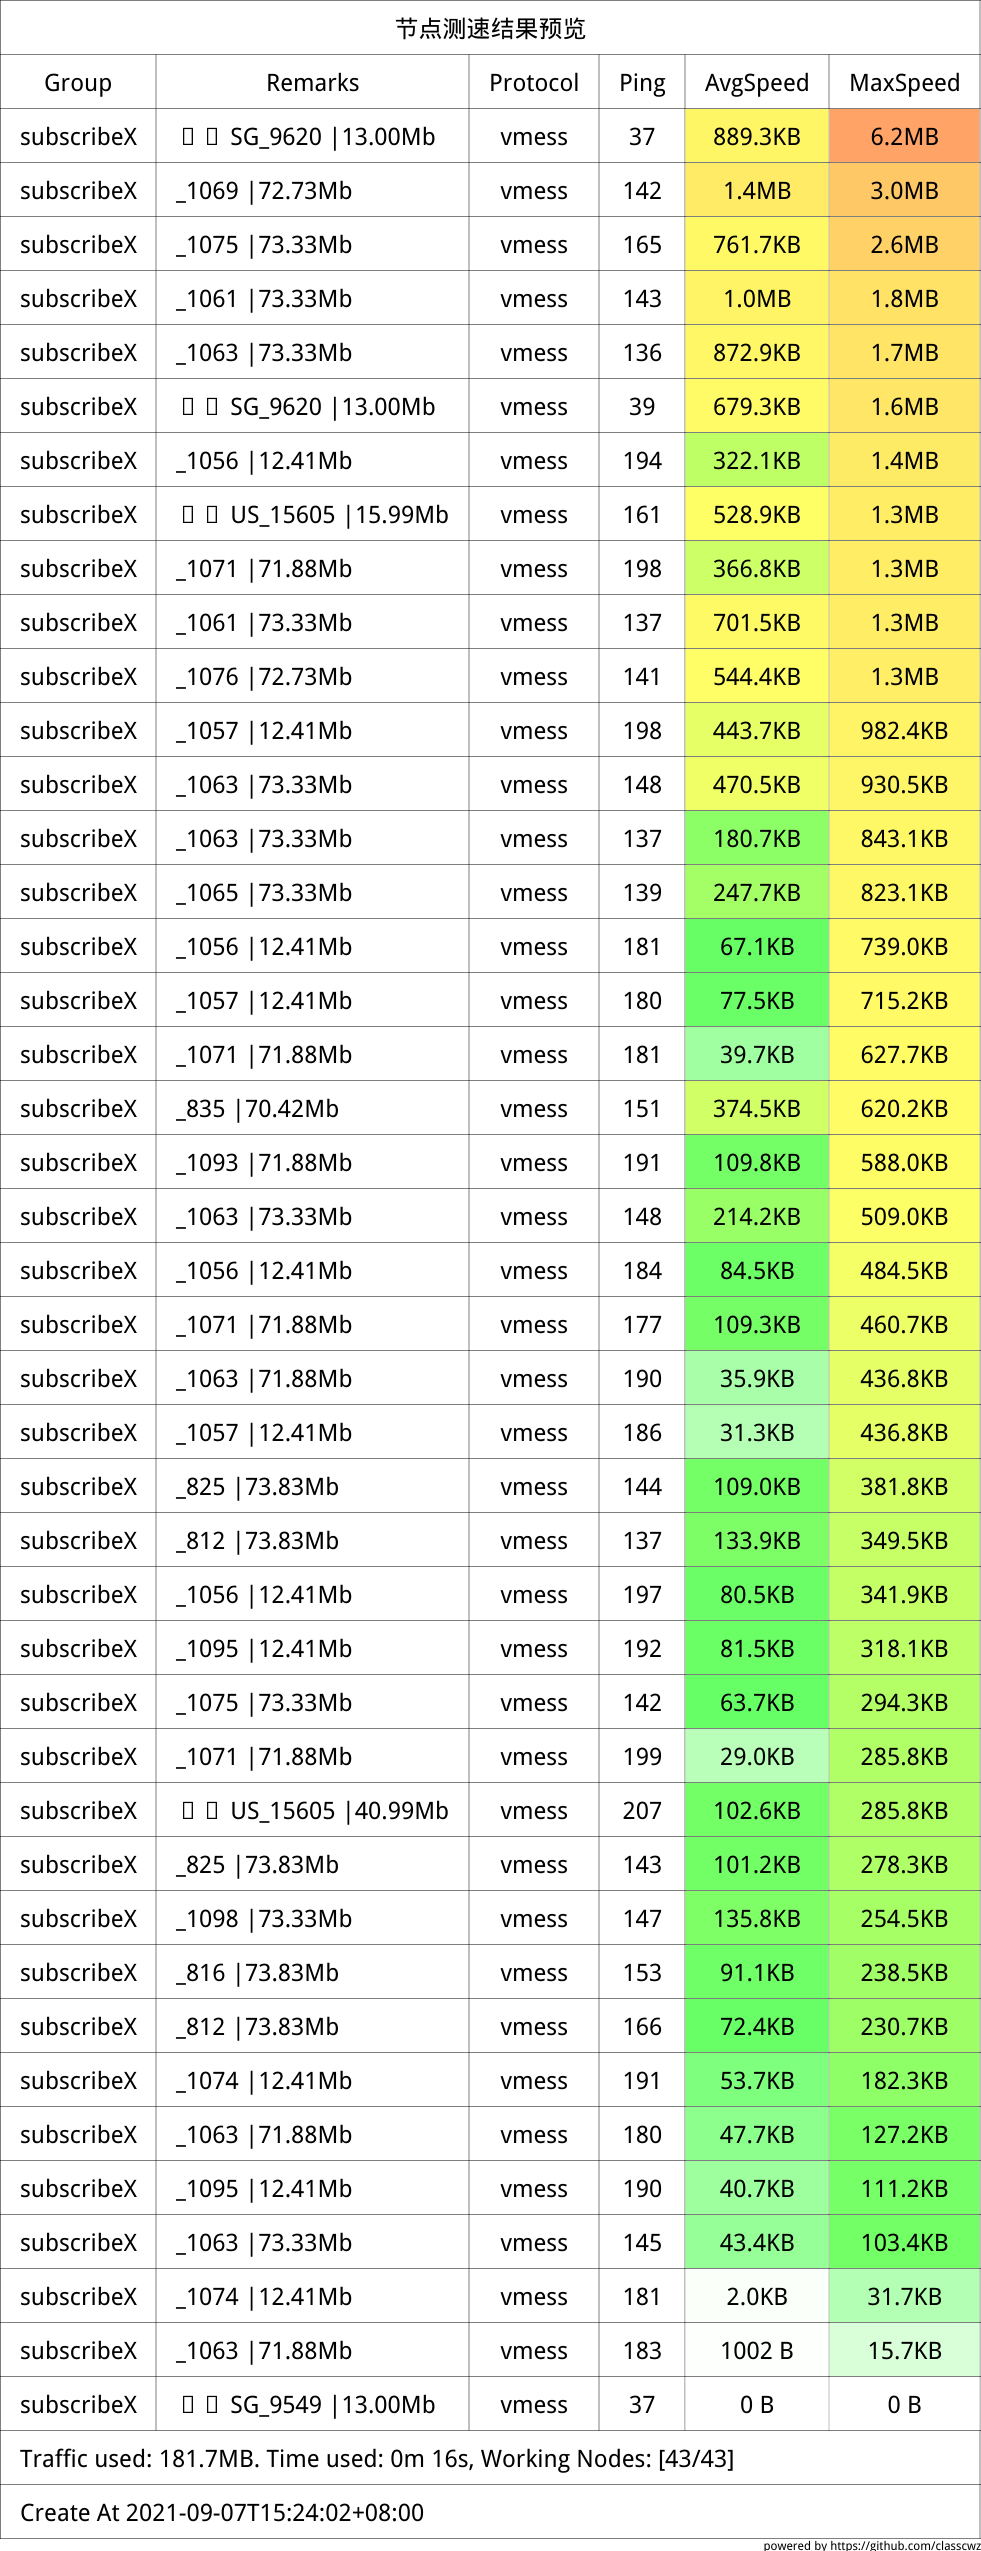 节点测速结果预览
Group Remarks Protocol Ping AvgSpeed MaxSpeed
subscribeX SG_9620 |13.00Mb vmess 37 889.3KB 6.2MB
subscribeX _1069 |72.73Mb vmess 142 1.4MB 3.0MB
subscribeX _1075 |73.33Mb vmess 165 761.7KB 2.6MB
subscribeX _1061 |73.33Mb vmess 143 1.0MB 1.8MB
subscribeX _1063 |73.33Mb vmess 136 872.9KB 1.7MB
subscribeX SG_9620 |13.00Mb vmess 39 679.3KB 1.6MB
subscribeX _1056 |12.41Mb vmess 194 322.1KB 1.4MB
subscribeX US_15605 |15.99Mb vmess 161 528.9KB 1.3MB
subscribeX _1071 |71.88Mb vmess 198 366.8KB 1.3MB
subscribeX _1061 |73.33Mb vmess 137 701.5KB 1.3MB
subscribeX _1076 |72.73Mb vmess 141 544.4KB 1.3MB
subscribeX _1057 |12.41Mb vmess 198 443.7KB 982.4KB
subscribeX _1063 |73.33Mb vmess 148 470.5KB 930.5KB
subscribeX _1063 |73.33Mb vmess 137 180.7KB 843.1KB
subscribeX _1065 |73.33Mb vmess 139 247.7KB 823.1KB
subscribeX _1056 |12.41Mb vmess 181 67.1KB 739.0KB
subscribeX _1057 |12.41Mb vmess 180 77.5KB 715.2KB
subscribeX _1071 |71.88Mb vmess 181 39.7KB 627.7KB
subscribeX _835 |70.42Mb vmess 151 374.5KB 620.2KB
subscribeX _1093 |71.88Mb vmess 191 109.8KB 588.0KB
subscribeX _1063 |73.33Mb vmess 148 214.2KB 509.0KB
subscribeX _1056 |12.41Mb vmess 184 84.5KB 484.5KB
subscribeX _1071 |71.88Mb vmess 177 109.3KB 460.7KB
subscribeX _1063 |71.88Mb vmess 190 35.9KB 436.8KB
subscribeX _1057 |12.41Mb vmess 186 31.3KB 436.8KB
subscribeX _825 |73.83Mb vmess 144 109.0KB 381.8KB
subscribeX _812 |73.83Mb vmess 137 133.9KB 349.5KB
subscribeX _1056 |12.41Mb vmess 197 80.5KB 341.9KB
subscribeX _1095 |12.41Mb vmess 192 81.5KB 318.1KB
subscribeX _1075 |73.33Mb vmess 142 63.7KB 294.3KB
subscribeX _1071 |71.88Mb vmess 199 29.0KB 285.8KB
subscribeX US_15605 |40.99Mb vmess 207 102.6KB 285.8KB
subscribeX _825 |73.83Mb vmess 143 101.2KB 278.3KB
subscribeX _1098 |73.33Mb vmess 147 135.8KB 254.5KB
subscribeX _816 |73.83Mb vmess 153 91.1KB 238.5KB
subscribeX _812 |73.83Mb vmess 166 72.4KB 230.7KB
subscribeX _1074 |12.41Mb vmess 191 53.7KB 182.3KB
subscribeX _1063 |71.88Mb vmess 180 47.7KB 127.2KB
subscribeX _1095 |12.41Mb vmess 190 40.7KB 111.2KB
subscribeX _1063 |73.33Mb vmess 145 43.4KB 103.4KB
subscribeX _1074 |12.41Mb vmess 181 2.0KB 31.7KB
subscribeX _1063 |71.88Mb vmess 183 1002 B 15.7KB
subscribeX SG_9549 |13.00Mb vmess 37 0 B 0 B
Traffic used: 181.7MB. Time used: 0m 16s, Working Nodes: [43/43]
Create At 2021-09-07T15:24:02+08:00
powered by https://github.com/classcwz